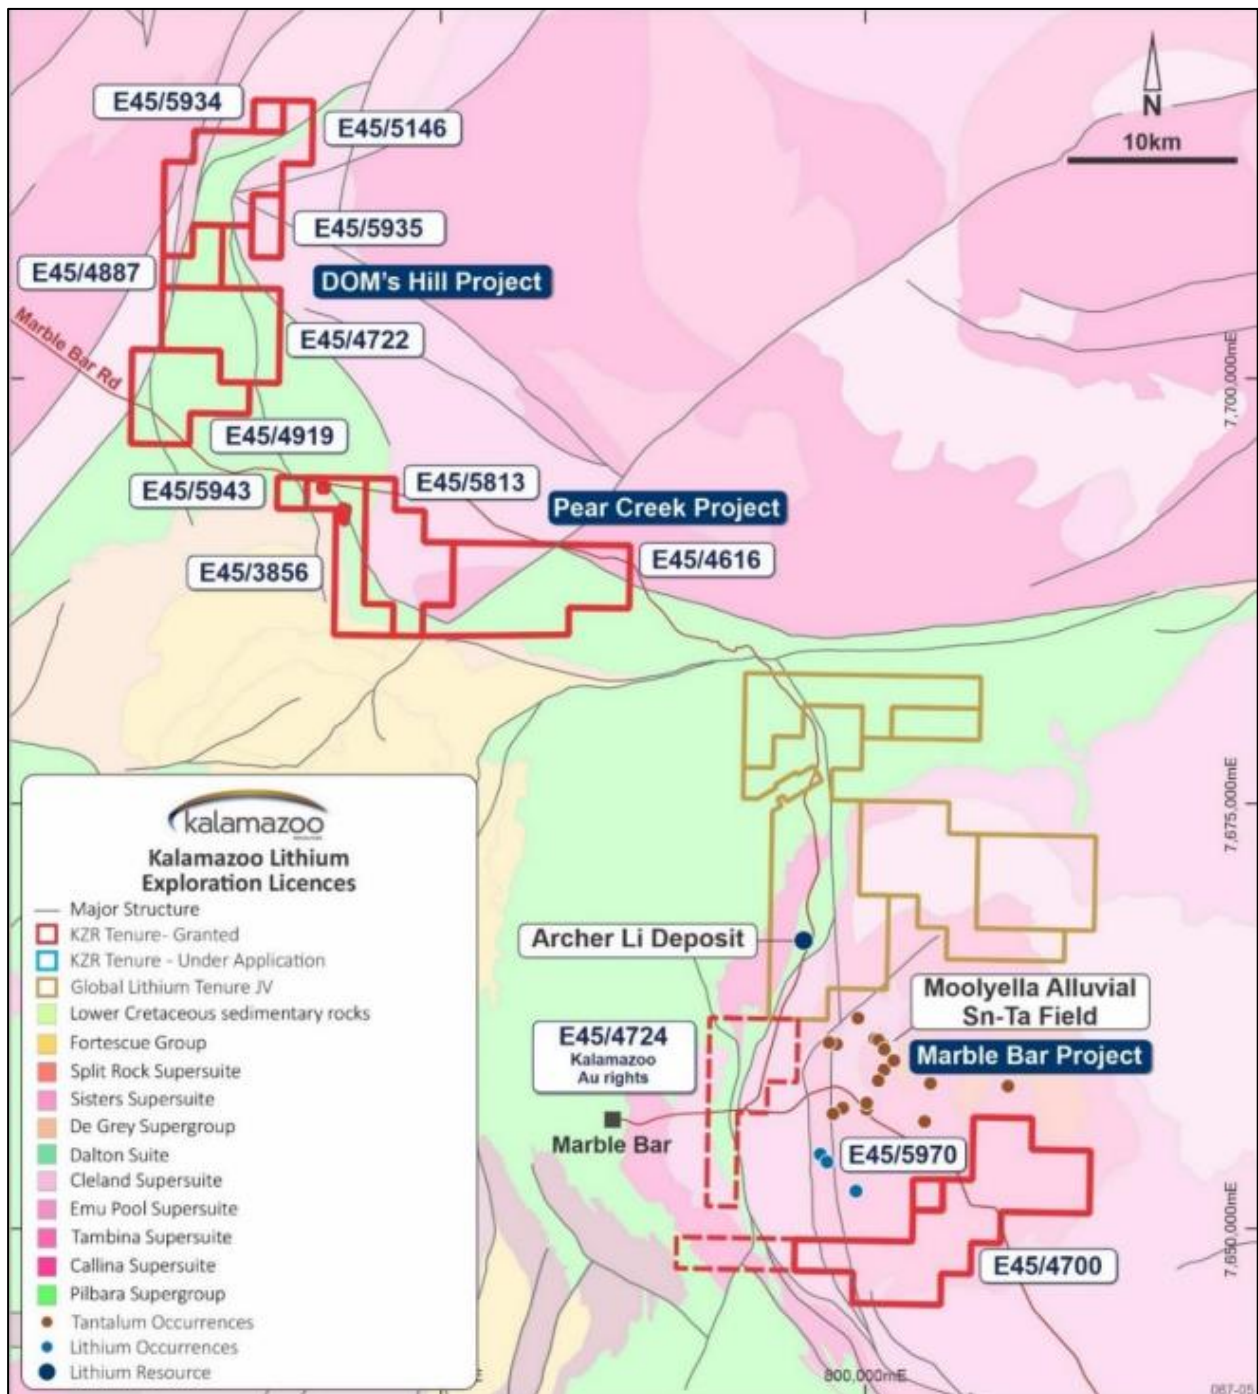 E45/5934
E45/5146
N
10km
E45/5935
E45/4887
DOM's Hill Project
Marble Bar Rd
E45/4722
7,700,000mE
E45/4919
E45/5943
E45/5813
Pear Creek Project
E45/3856
E45/4616
kalamazoo
Kalamazoo Lithium
Exploration Licences
Major Structure
KZR Tenure- Granted
KZR Tenure - Under Application
Global Lithium Tenure JV
Lower Cretaceous sedimentary rocks
Fortescue Group
Split Rock Supersuite
Sisters Supersuite
De Grey Supergroup
Dalton Suite
Cleland Supersuite
Emu Pool Supersuite
Tambina Supersuite
Callina Supersuite
Pilbara Supergroup
Tantalum Occurrences
Lithium Occurrences
Lithium Resource
7,675,000mE
Archer Li Deposit
Moolyella Alluvial
Sn-Ta Field
E45/4724
Kalamazoo
Au rights
Marble Bar Project
Marble Bar
E45/5970
7,650,000mE
E45/4700
800,000mE